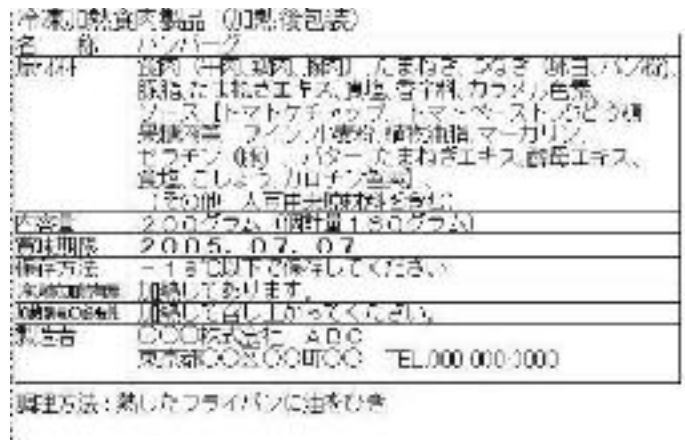 冷凍加熱食肉製品 (加熱後包装)
名 称 ハンバーグ
原材料 食肉 (牛肉、鶏肉、豚肉)、たまねぎ、つなぎ (卵白、パン粉)、
豚脂、たまねぎエキス、食塩、香辛料、カラメル色素、
ソース【トマトケチャップ、トマトペースト、ぶどう糖
果糖 ワイン、小麦粉、植物油脂、マーガリン、
ゼラチン バター、たまねぎエキス、酵母エキス、
食塩、こしょう、カロチン色素】、
(その他 大豆由来原材料を含む)
内容量 200グラム (固計量180グラム)
賞味期限 2005. 07. 07
保存方法 -18℃以下で保存してください
加熱してあります。
加熱して召し上がってください。
製造者 〇〇〇株式会社 ABC
東京都〇〇区〇〇町〇〇 TEL.000-000-0000
調理方法:熱したフライパンに油をひき